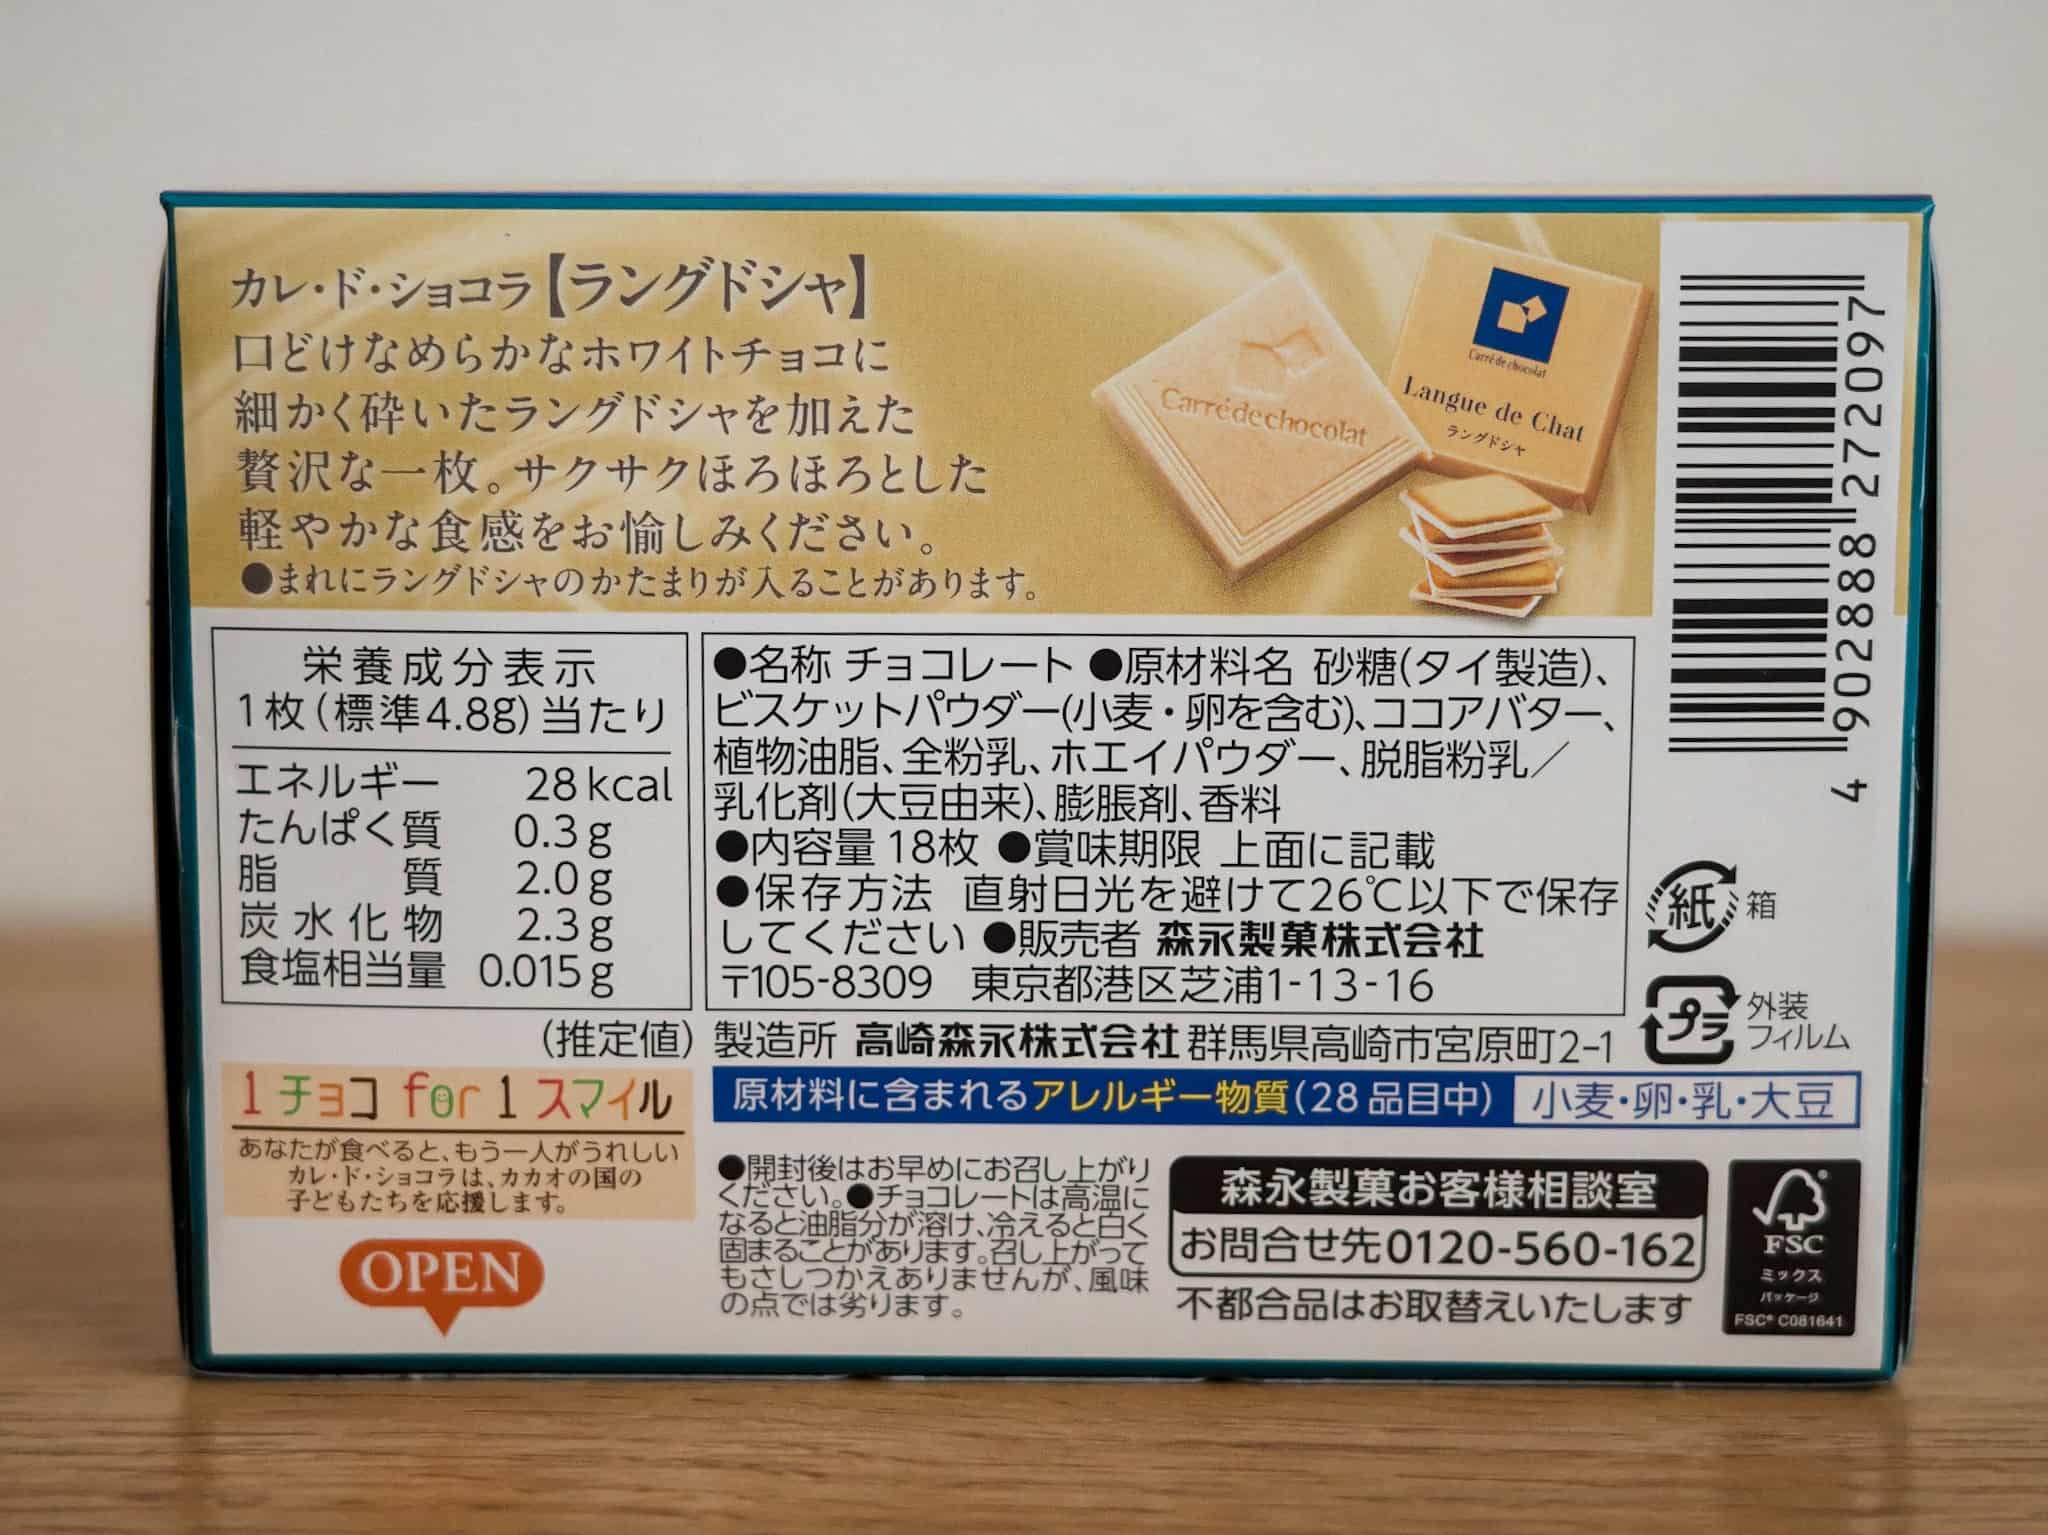 カレ・ド・ショコラ【ラングドシャ】
口どけなめらかなホワイトチョコに
細かく砕いたラングドシャを加えた
贅沢な一枚。サクサクほろほろとした
軽やかな食感をお愉しみください。
●まれにラングドシャのかたまりが入ることがあります。
Carré de chocolat
Carré de chocolat
Langue de Chat
ラングドシャ
4 902888 272097
栄養成分表示
1枚(標準4.8g)当たり
エネルギー 28kcal
たんぱく質 0.3g
脂質 2.0g
炭水化物 2.3g
食塩相当量 0.015g
(推定値)
●名称 チョコレート ●原材料名 砂糖(タイ製造)、
ビスケットパウダー(小麦・卵を含む)、ココアバター、
植物油脂、全粉乳、ホエイパウダー、脱脂粉乳／
乳化剤(大豆由来)、膨脹剤、香料
●内容量 18枚 ●賞味期限 上面に記載
●保存方法 直射日光を避けて26℃以下で保存
してください ●販売者 森永製菓株式会社
〒105-8309 東京都港区芝浦1-13-16
製造所 高崎森永株式会社 群馬県高崎市宮原町2-1
紙 箱
プラ 外装
フィルム
原材料に含まれるアレルギー物質(28品目中) 小麦・卵・乳・大豆
1チョコ for 1スマイル
あなたが食べると、もう一人がうれしい
カレ・ド・ショコラは、カカオの国の
子どもたちを応援します。
OPEN
●開封後はお早めにお召し上がり
ください。●チョコレートは高温に
なると油脂分が溶け、冷えると白く
固まることがあります。召し上がって
もさしつかえありませんが、風味
の点では劣ります。
森永製菓お客様相談室
お問合せ先0120-560-162
不都合品はお取替えいたします
FSC
ミックス
パッケージ
FSC® C081641